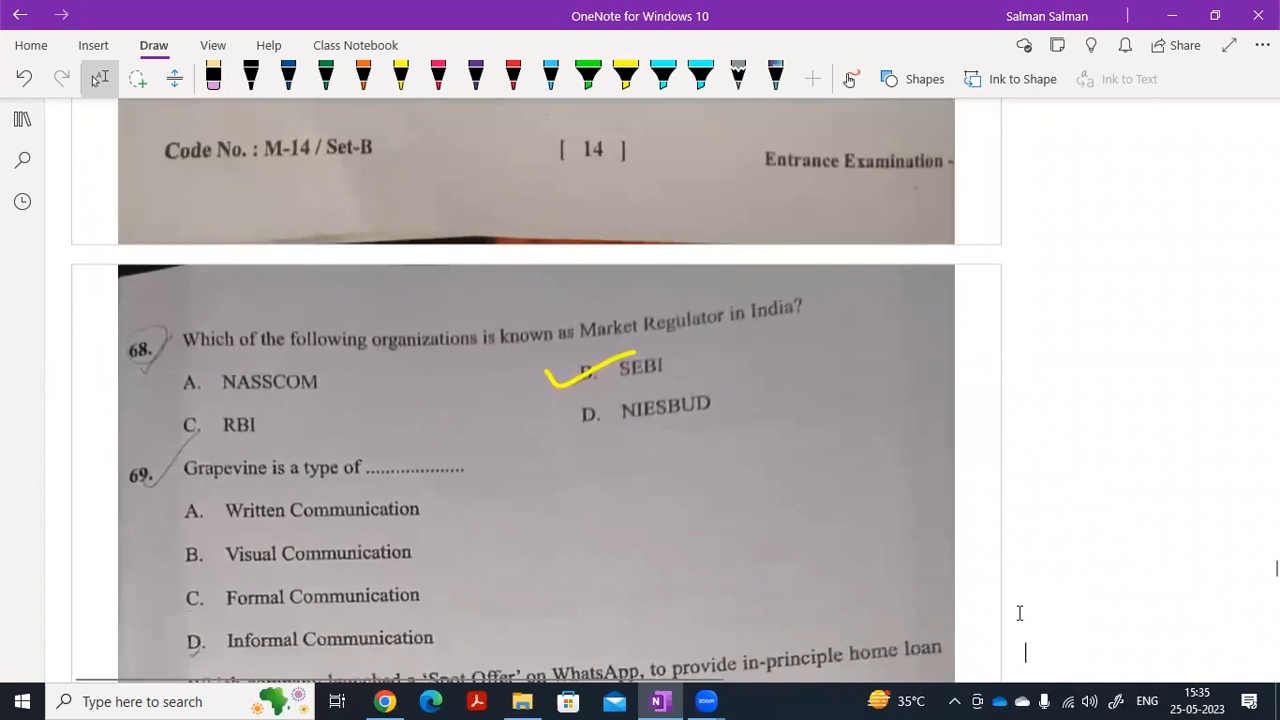 OneNote for Windows 10
Salman Salman
Home Insert Draw View Help Class Notebook
Share
Shapes
Ink to Shape
Ink to Text
Code No. : M-14 / Set-B [ 14 ] Entrance Examination -
68. Which of the following organizations is known as Market Regulator in India?
A. NASSCOM B. SEBI
C. RBI D. NIESBUD
69. Grapevine is a type of ...................
A. Written Communication
B. Visual Communication
C. Formal Communication
D. Informal Communication
launched a ‘Spot Offer’ on WhatsApp, to provide in-principle home loan
Type here to search
35°C
ENG
15:35
25-05-2023